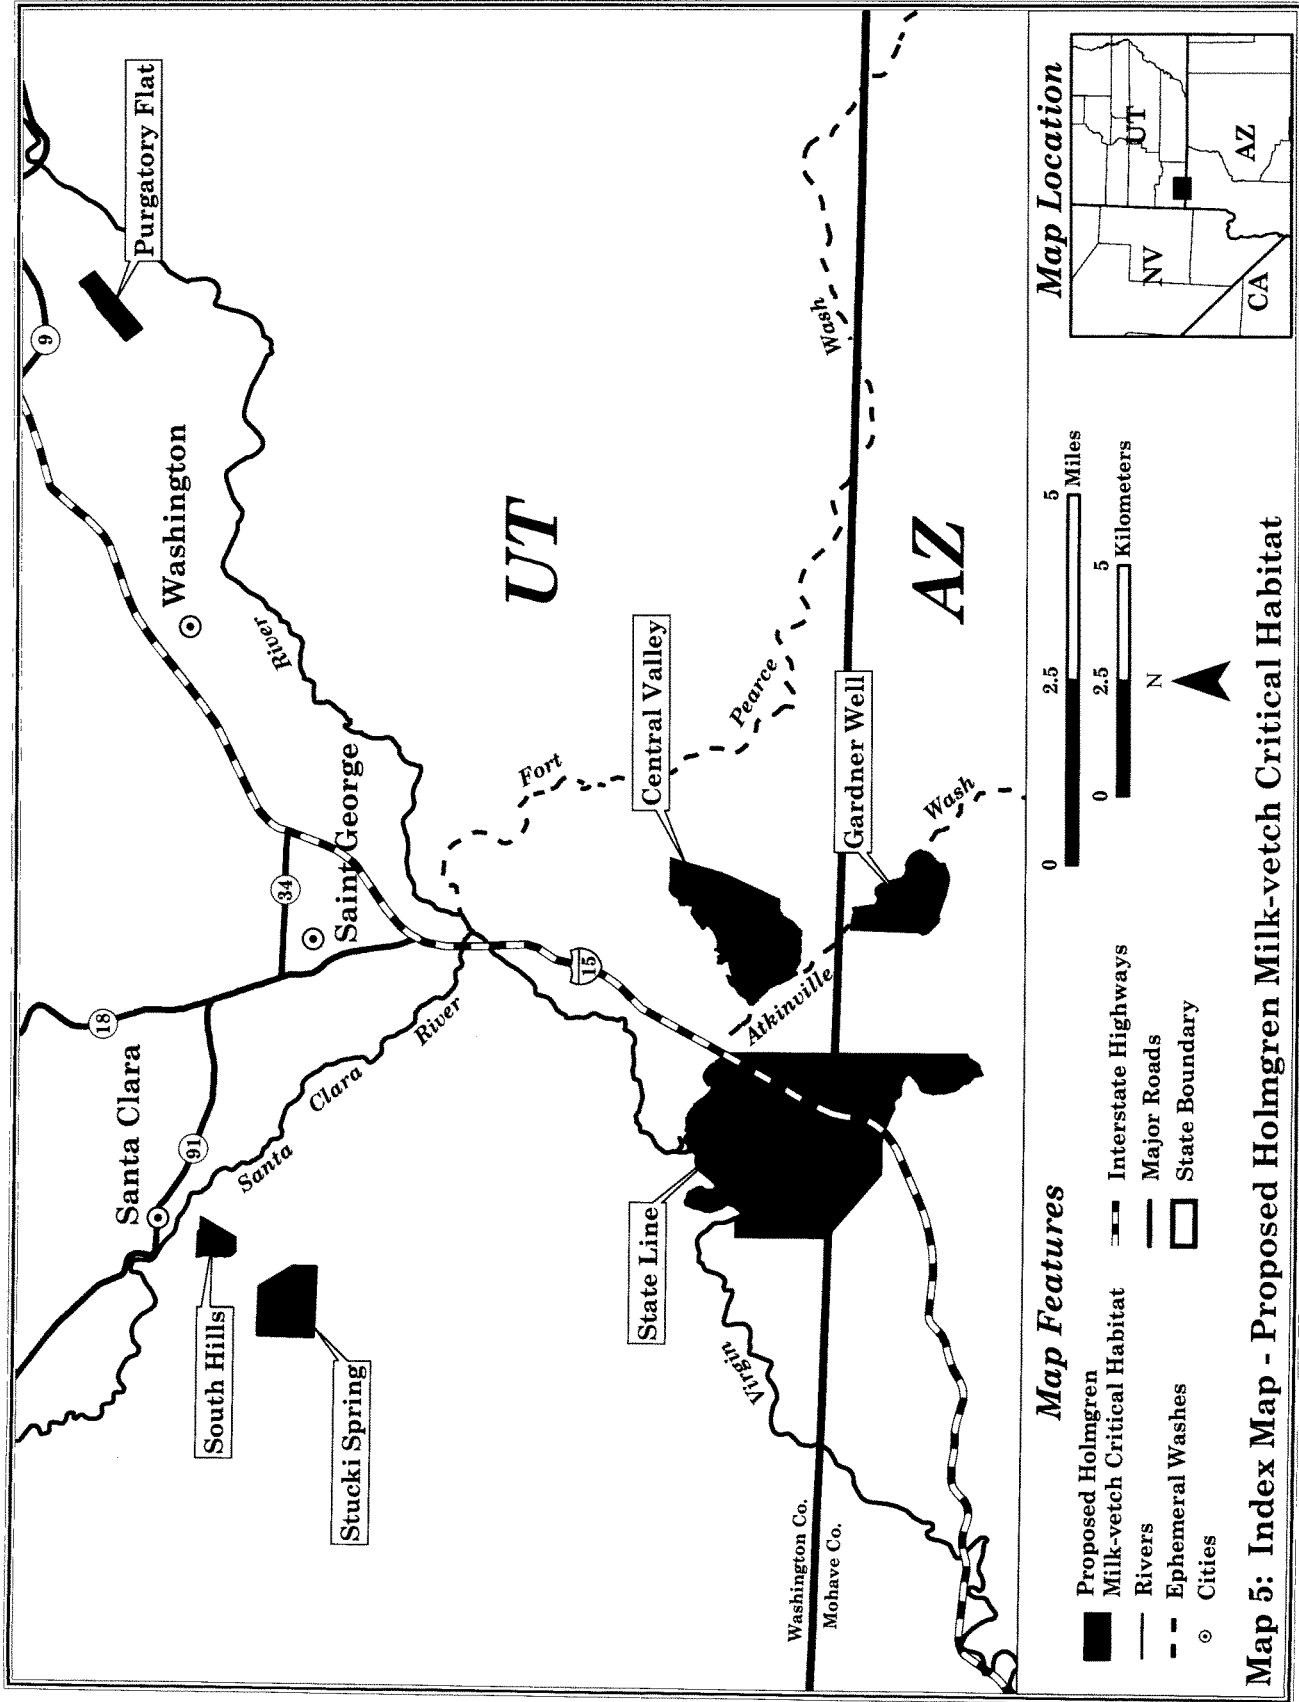 9
Purgatory Flat
Washington
18
34
Saint George
Santa Clara
91
South Hills
Stucki Spring
Santa Clara River
River
Fort Pearce Wash
UT
15
Central Valley
State Line
Virgin
Atkinville Wash
Gardner Well
AZ
Washington Co.
Mohave Co.
Map Features
Proposed Holmgren
Milk-vetch Critical Habitat
Rivers
Ephemeral Washes
Cities
Interstate Highways
Major Roads
State Boundary
0 2.5 5 Miles
0 2.5 5 Kilometers
N
Map Location
NV
UT
CA
AZ
Map 5: Index Map - Proposed Holmgren Milk-vetch Critical Habitat